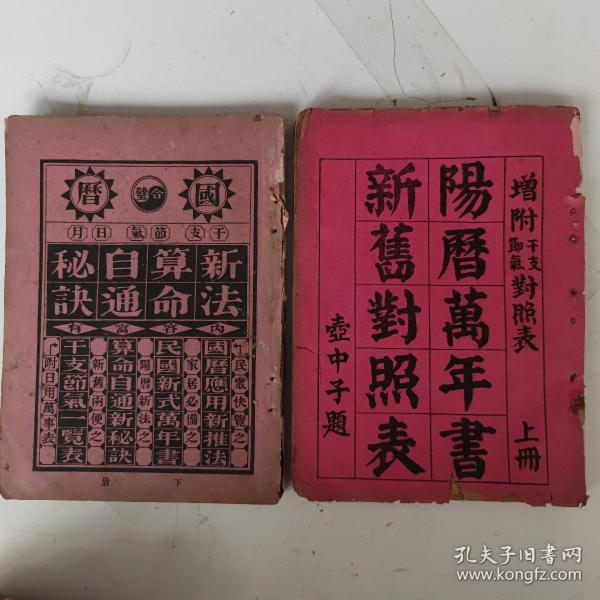 國 合璧 曆
干支 節氣 日月
新法算命自通秘訣
內容富有
民眾快覽之
國曆應用新推法
家居必備之
民國新式萬年書
陽曆新法之
算命自通新秘訣
新舊兩便之
干支節氣一覽表
附日用萬事表
下
增附干支節氣對照表
上冊
陽曆萬年書
新舊對照表
壺中子題
孔夫子旧书网
www.kongfz.com